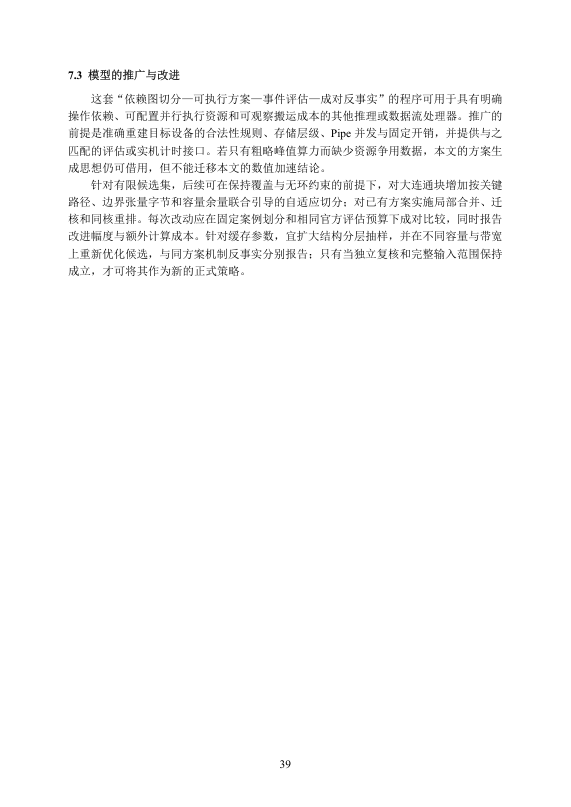 7.3 模型的推广与改进
这套“依赖图切分—可执行方案—事件评估—成对反事实”的程序可用于具有明确
操作依赖、可配置并行执行资源和可观察搬运成本的其他推理或数据流处理器。推广的
前提是准确重建目标设备的合法性规则、存储层级、Pipe 并发与固定开销，并提供与之
匹配的评估或实机计时接口。若只有粗略峰值算力而缺少资源争用数据，本文的方案生
成思想仍可借用，但不能迁移本文的数值加速结论。
针对有限候选集，后续可在保持覆盖与无环约束的前提下，对大连通块增加按关键
路径、边界张量字节和容量余量联合引导的自适应切分；对已有方案实施局部合并、迁
核和同核重排。每次改动应在固定案例划分和相同官方评估预算下成对比较，同时报告
改进幅度与额外计算成本。针对缓存参数，宜扩大结构分层抽样，并在不同容量与带宽
上重新优化候选，与同方案机制反事实分别报告；只有当独立复核和完整输入范围保持
成立，才可将其作为新的正式策略。
39